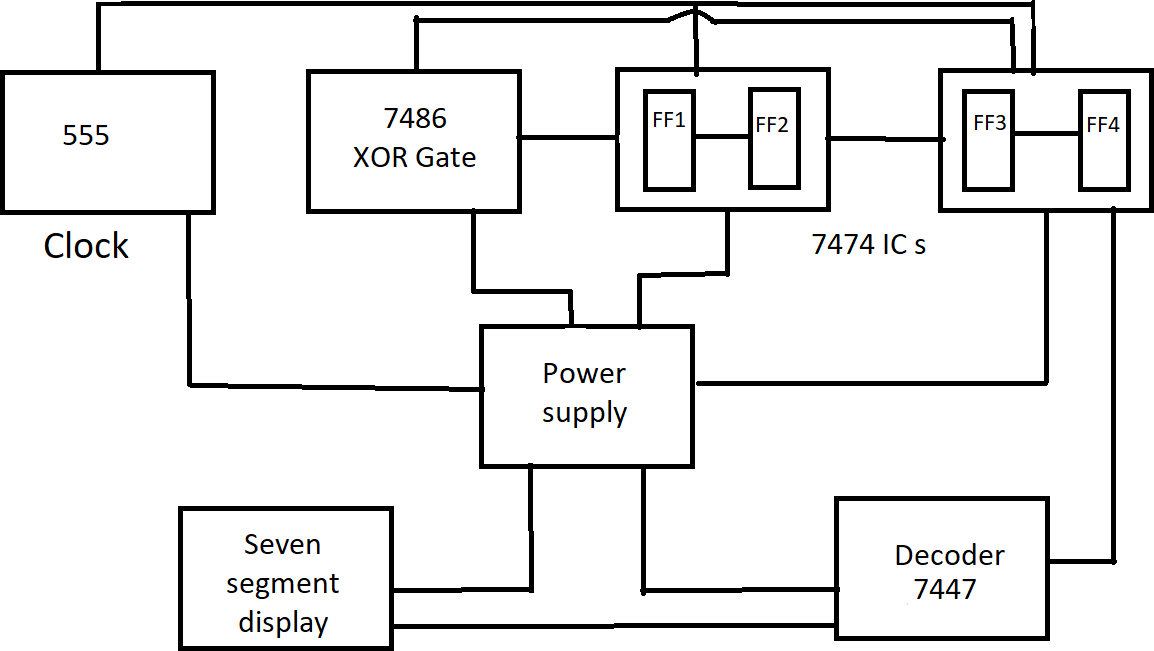 555
Clock
7486
XOR Gate
FF1
FF2
FF3
FF4
7474 IC s
Power
supply
Seven
segment
display
Decoder
7447